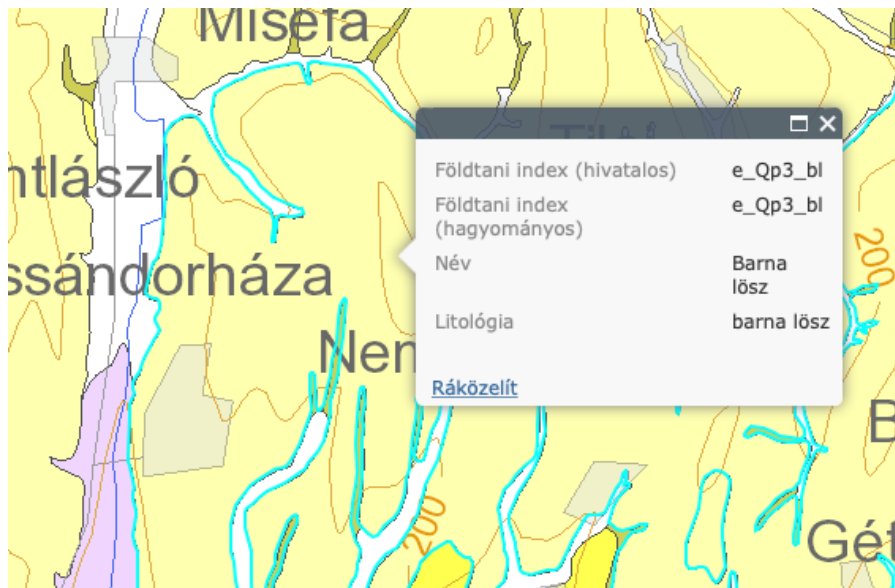 Misefa
ntlászló
ssándorháza
Nem
200
200
B
Gét
Földtani index (hivatalos) e_Qp3_bl
Földtani index e_Qp3_bl
(hagyományos)
Név Barna
lösz
Litológia barna lösz
Ráközelít